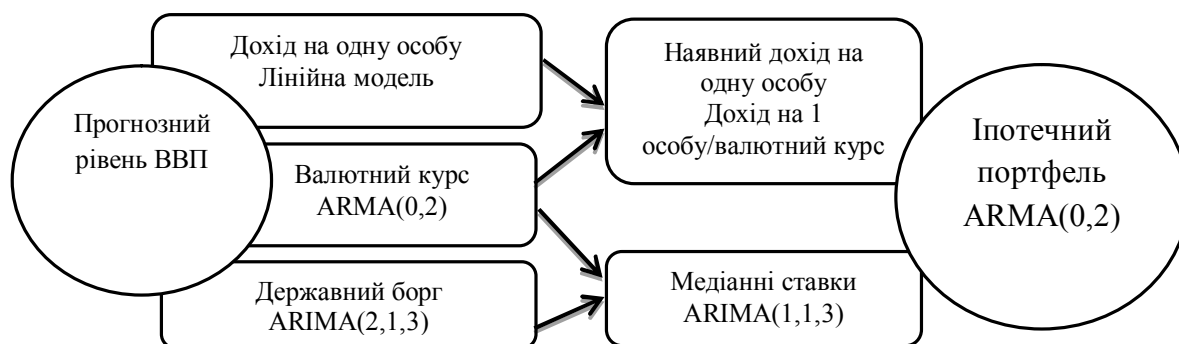 Прогнозний
рівень ВВП
Дохід на одну особу
Лінійна модель
Валютний курс
ARMA(0,2)
Державний борг
ARIMA(2,1,3)
Наявний дохід на
одну особу
Дохід на 1
особу/валютний курс
Медіанні ставки
ARIMA(1,1,3)
Іпотечний
портфель
ARMA(0,2)